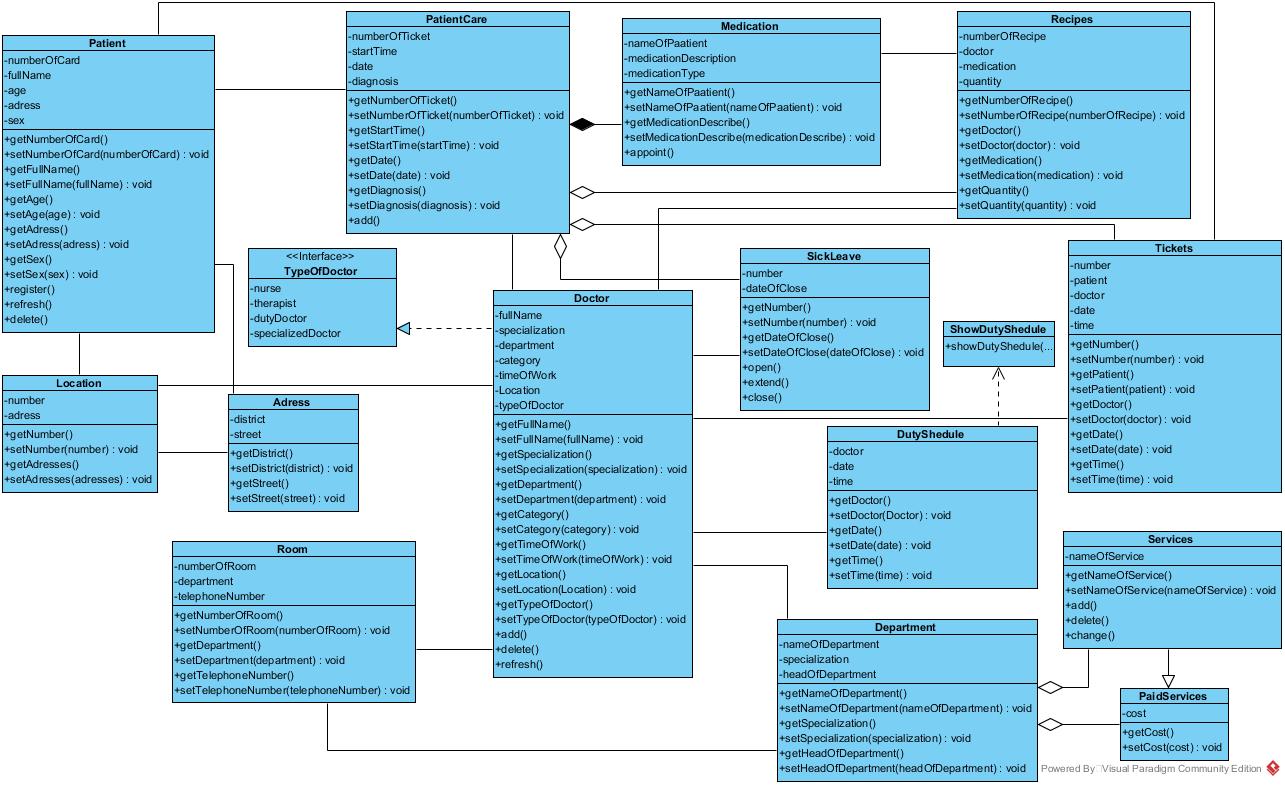 Patient
-numberOfCard
-fullName
-age
-adress
-sex
+getNumberOfCard()
+setNumberOfCard(numberOfCard) : void
+getFullName()
+setFullName(fullName) : void
+getAge()
+setAge(age) : void
+getAdress()
+setAdress(adress) : void
+getSex()
+setSex(sex) : void
+register()
+refresh()
+delete()
PatientCare
-numberOfTicket
-startTime
-date
-diagnosis
+getNumberOfTicket()
+setNumberOfTicket(numberOfTicket) : void
+getStartTime()
+setStartTime(startTime) : void
+getDate()
+setDate(date) : void
+getDiagnosis()
+setDiagnosis(diagnosis) : void
+add()
Medication
-nameOfPaatient
-medicationDescription
-medicationType
+getNameOfPaatient()
+setNameOfPaatient(nameOfPaatient) : void
+getMedicationDescribe()
+setMedicationDescribe(medicationDescribe) : void
+appoint()
Recipes
-numberOfRecipe
-doctor
-medication
-quantity
+getNumberOfRecipe()
+setNumberOfRecipe(numberOfRecipe) : void
+getDoctor()
+setDoctor(doctor) : void
+getMedication()
+setMedication(medication) : void
+getQuantity()
+setQuantity(quantity) : void
<<Interface>>
TypeOfDoctor
-nurse
-therapist
-dutyDoctor
-specializedDoctor
Doctor
-fullName
-specialization
-department
-category
-timeOfWork
-Location
-typeOfDoctor
+getFullName()
+setFullName(fullName) : void
+getSpecialization()
+setSpecialization(specialization) : void
+getDepartment()
+setDepartment(department) : void
+getCategory()
+setCategory(category) : void
+getTimeOfWork()
+setTimeOfWork(timeOfWork) : void
+getLocation()
+setLocation(Location) : void
+getTypeOfDoctor()
+setTypeOfDoctor(typeOfDoctor) : void
+add()
+delete()
+refresh()
SickLeave
-number
-dateOfClose
+getNumber()
+setNumber(number) : void
+getDateOfClose()
+setDateOfClose(dateOfClose) : void
+open()
+extend()
+close()
ShowDutyShedule
+showDutyShedule(...
Tickets
-number
-patient
-doctor
-date
-time
+getNumber()
+setNumber(number) : void
+getPatient()
+setPatient(patient) : void
+getDoctor()
+setDoctor(doctor) : void
+getDate()
+setDate(date) : void
+getTime()
+setTime(time) : void
Location
-number
-adress
+getNumber()
+setNumber(number) : void
+getAdresses()
+setAdresses(adresses) : void
Adress
-district
-street
+getDistrict()
+setDistrict(district) : void
+getStreet()
+setStreet(street) : void
DutyShedule
-doctor
-date
-time
+getDoctor()
+setDoctor(Doctor) : void
+getDate()
+setDate(date) : void
+getTime()
+setTime(time) : void
Room
-numberOfRoom
-department
-telephoneNumber
+getNumberOfRoom()
+setNumberOfRoom(numberOfRoom) : void
+getDepartment()
+setDepartment(department) : void
+getTelephoneNumber()
+setTelephoneNumber(telephoneNumber) : void
Services
-nameOfService
+getNameOfService()
+setNameOfService(nameOfService) : void
+add()
+delete()
+change()
Department
-nameOfDepartment
-specialization
-headOfDepartment
+getNameOfDepartment()
+setNameOfDepartment(nameOfDepartment) : void
+getSpecialization()
+setSpecialization(specialization) : void
+getHeadOfDepartment()
+setHeadOfDepartment(headOfDepartment) : void
PaidServices
-cost
+getCost()
+setCost(cost) : void
Powered By Visual Paradigm Community Edition